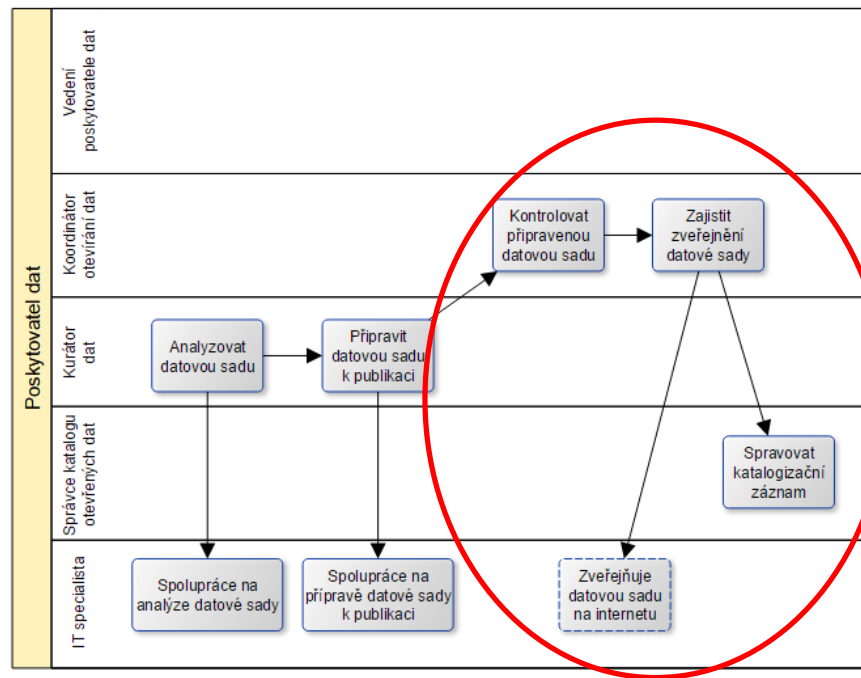 Poskytovatel dat
Vedení
poskytovatele dat
Koordinátor
otevírání dat
Kontrolovat
připravenou
datovou sadu
Zajistit
zveřejnění
datové sady
Kurátor
dat
Analyzovat
datovou sadu
Připravit
datovou sadu
k publikaci
Správce katalogu
otevřených dat
Spravovat
katalogizační
záznam
IT specialista
Spolupráce na
analýze datové sady
Spolupráce na
přípravě datové sady
k publikaci
Zveřejňuje
datovou sadu
na internetu